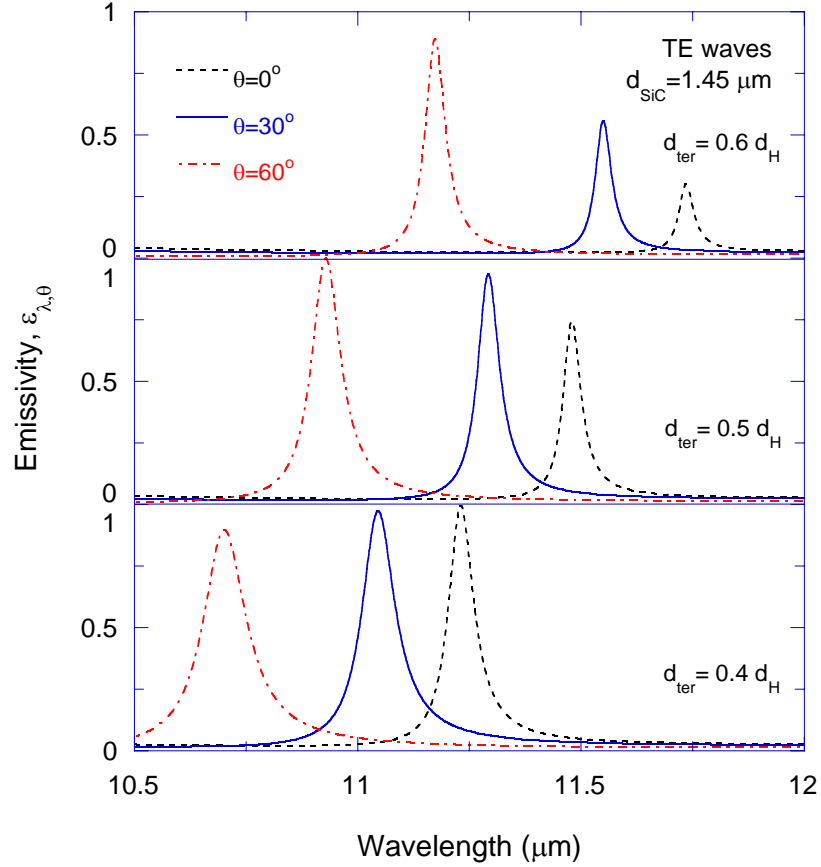 1
TE waves
θ=0°
d_SiC=1.45 μm
θ=30°
0.5
d_ter= 0.6 d_H
θ=60°
0
1
Emissivity, ε_λ,θ
0.5
d_ter= 0.5 d_H
0
1
0.5
d_ter= 0.4 d_H
0
10.5 11 11.5 12
Wavelength (μm)